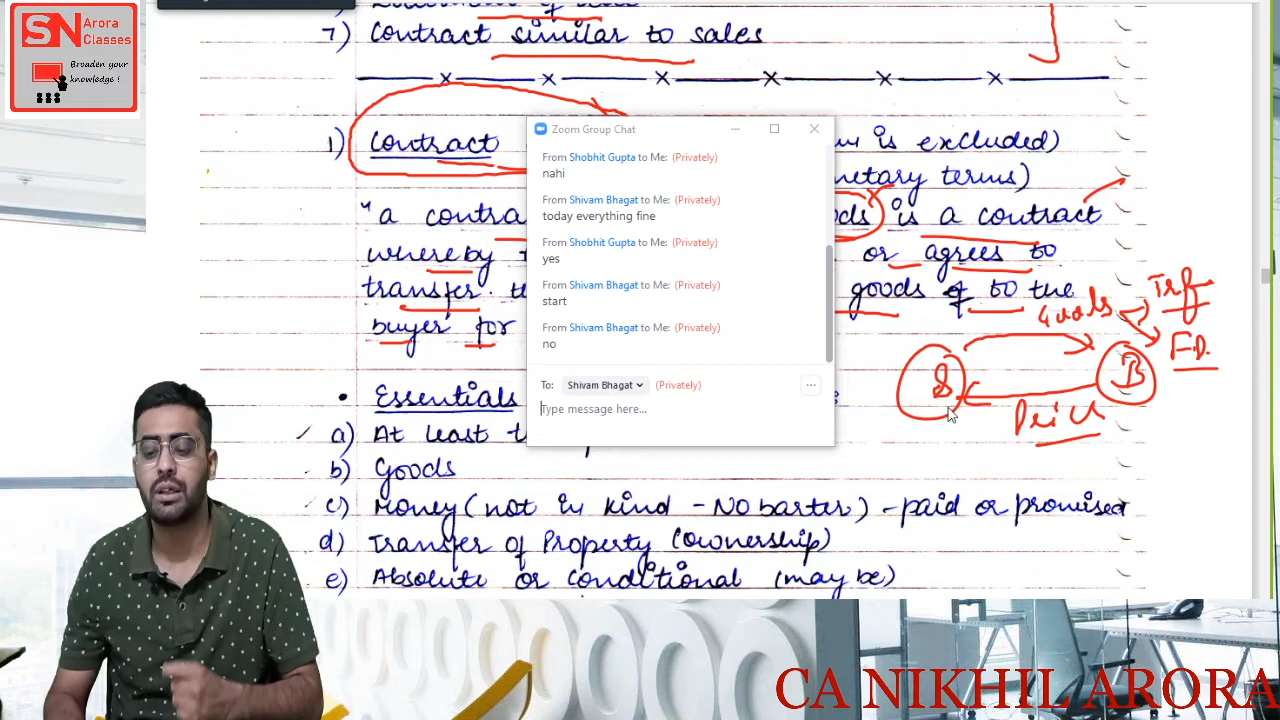 SN Arora Classes
Broaden your knowledge !
7) Contract similar to sales
1) Contract is excluded)
netary terms)
"a contra ods is a contract
whereby or agrees to
transfer goods to the
buyer for
Goods
Trf
F.D.
S
B
Price
• Essentials
a) At least
b) Goods
c) Money (not in kind - NO barter) - paid or promised
d) Transfer of Property (ownership)
e) Absolute or conditional (may be)
Zoom Group Chat
From Shobhit Gupta to Me: (Privately)
nahi
From Shivam Bhagat to Me: (Privately)
today everything fine
From Shobhit Gupta to Me: (Privately)
yes
From Shivam Bhagat to Me: (Privately)
start
From Shivam Bhagat to Me: (Privately)
no
To: Shivam Bhagat (Privately)
Type message here...
CA NIKHIL ARORA